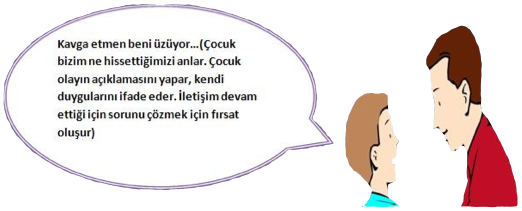 Kavga etmen beni üzüyor...(Çocuk
bizim ne hissettiğimizi anlar. Çocuk
olayın açıklamasını yapar, kendi
duygularını ifade eder. İletişim devam
ettiği için sorunu çözmek için fırsat
oluşur)